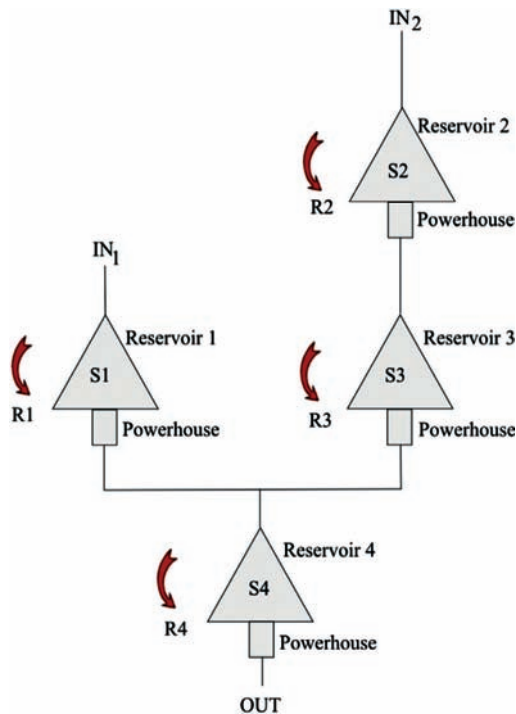 IN2
Reservoir 2
S2
R2
Powerhouse
IN1
Reservoir 1
S1
R1
Powerhouse
Reservoir 3
S3
R3
Powerhouse
Reservoir 4
S4
R4
Powerhouse
OUT